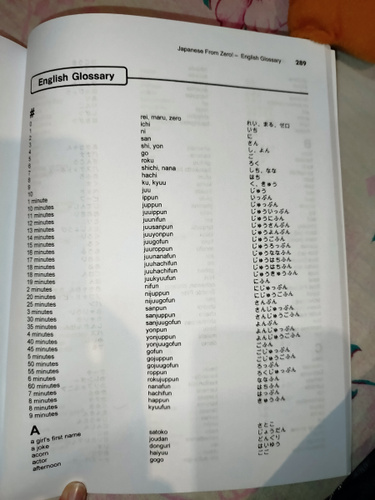 Japanese From Zero! – English Glossary 289
English Glossary
#
0 rei, maru, zero れい、まる、ゼロ
1 ichi いち
2 ni に
3 san さん
4 shi, yon し、よん
5 go ご
6 roku ろく
7 shichi, nana しち、なな
8 hachi はち
9 ku, kyuu く、きゅう
10 juu じゅう
1 minute ippun いっぷん
10 minutes juppun じゅっぷん
11 minutes juuippun じゅういっぷん
12 minutes juunifun じゅうにふん
13 minutes juusanpun じゅうさんぷん
14 minutes juuyonpun じゅうよんぷん
15 minutes juugofun じゅうごふん
16 minutes juuroppun じゅうろっぷん
17 minutes juunanafun じゅうななふん
18 minutes juuhachifun じゅうはちふん
18 minutes juuhachifun じゅうはちふん
19 minutes juukyuufun じゅうきゅうふん
2 minutes nifun にふん
20 minutes nijuppun にじゅっぷん
25 minutes nijuugofun にじゅうごふん
3 minutes sanpun さんぷん
30 minutes sanjuppun さんじゅっぷん
35 minutes sanjuugofun さんじゅうごふん
4 minutes yonpun よんぷん
40 minutes yonjuppun よんじゅっぷん
45 minutes yonjuugofun よんじゅうごふん
5 minutes gofun ごふん
50 minutes gojuppun ごじゅっぷん
55 minutes gojuugofun ごじゅうごふん
6 minutes roppun ろっぷん
60 minutes rokujuppun ろくじゅっぷん
7 minutes nanafun ななふん
8 minutes hachifun はちふん
8 minutes happun はっぷん
9 minutes kyuufun きゅうふん
A
a girl's first name satoko さとこ
a joke joudan じょうだん
acorn donguri どんぐり
actor haiyuu はいゆう
afternoon gogo ごご